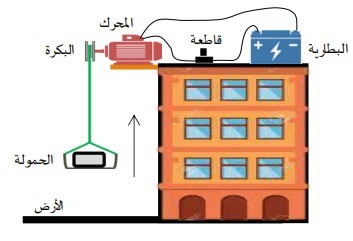 المحرك
قاطعة
البطارية
البكرة
الحمولة
الأرض